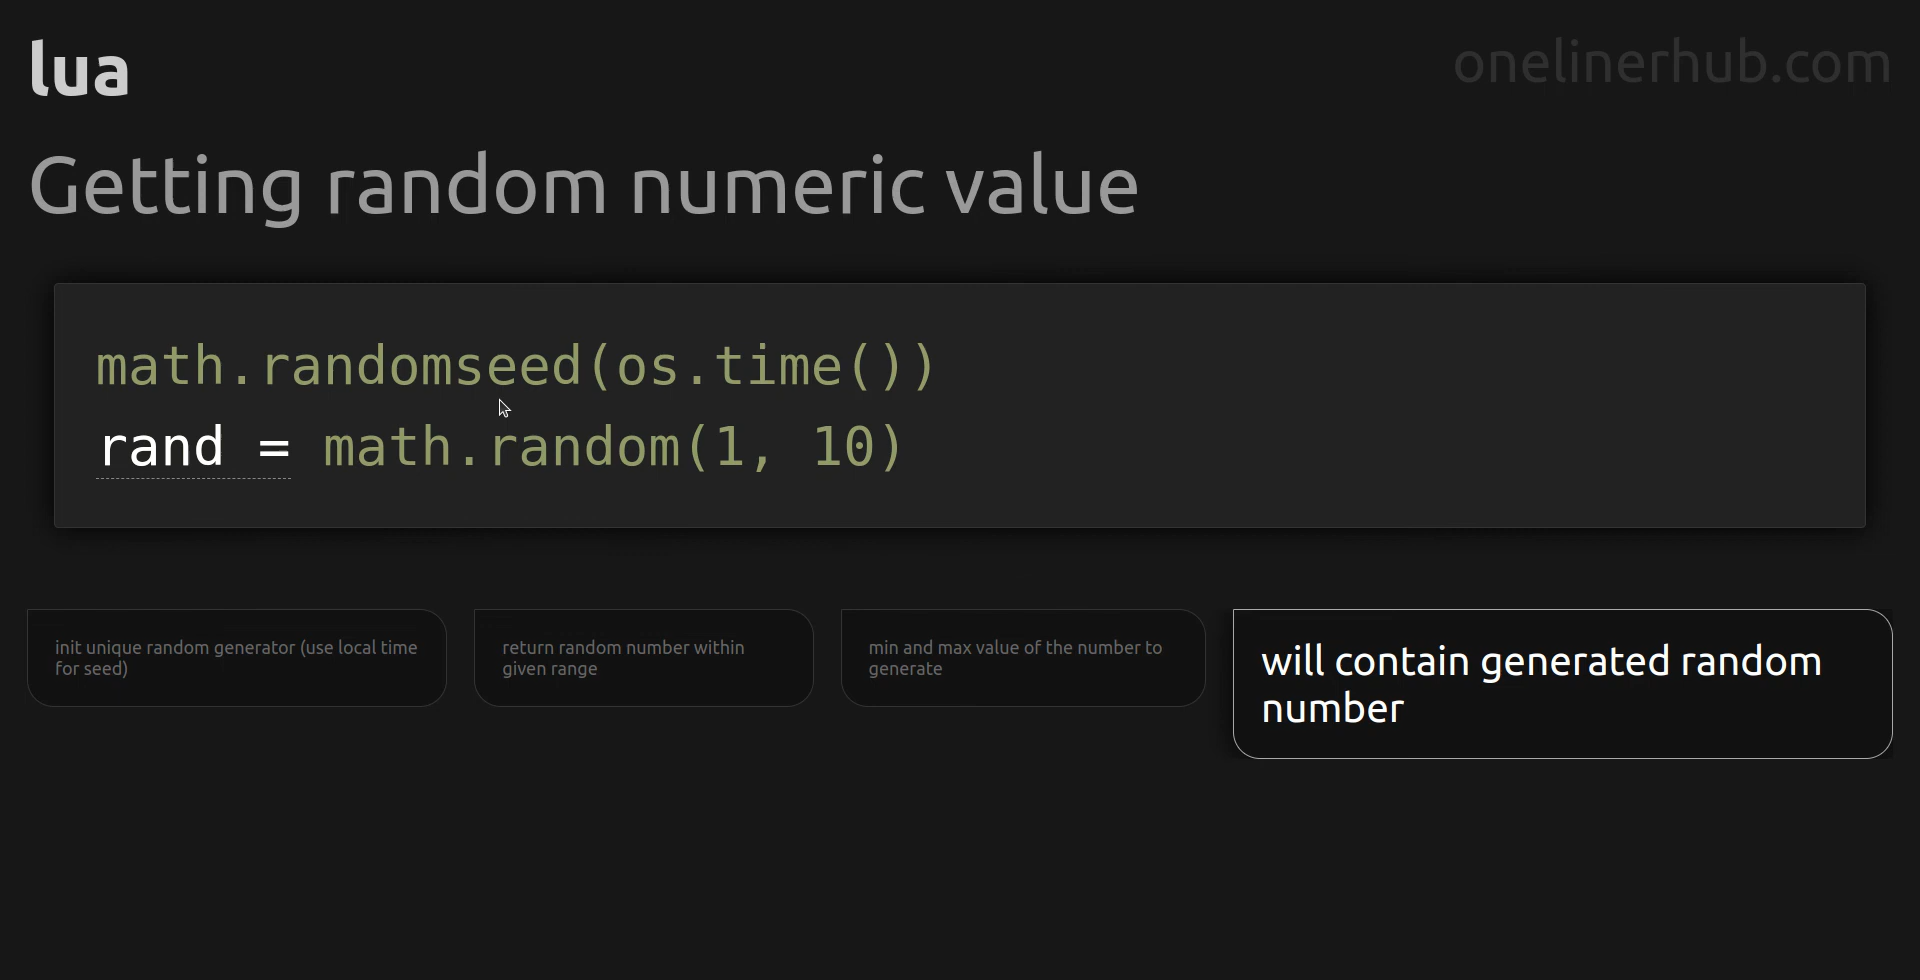 lua
onelinerhub.com
Getting random numeric value
math.randomseed(os.time())
rand = math.random(1, 10)
init unique random generator (use local time
for seed)
return random number within
given range
min and max value of the number to
generate
will contain generated random
number